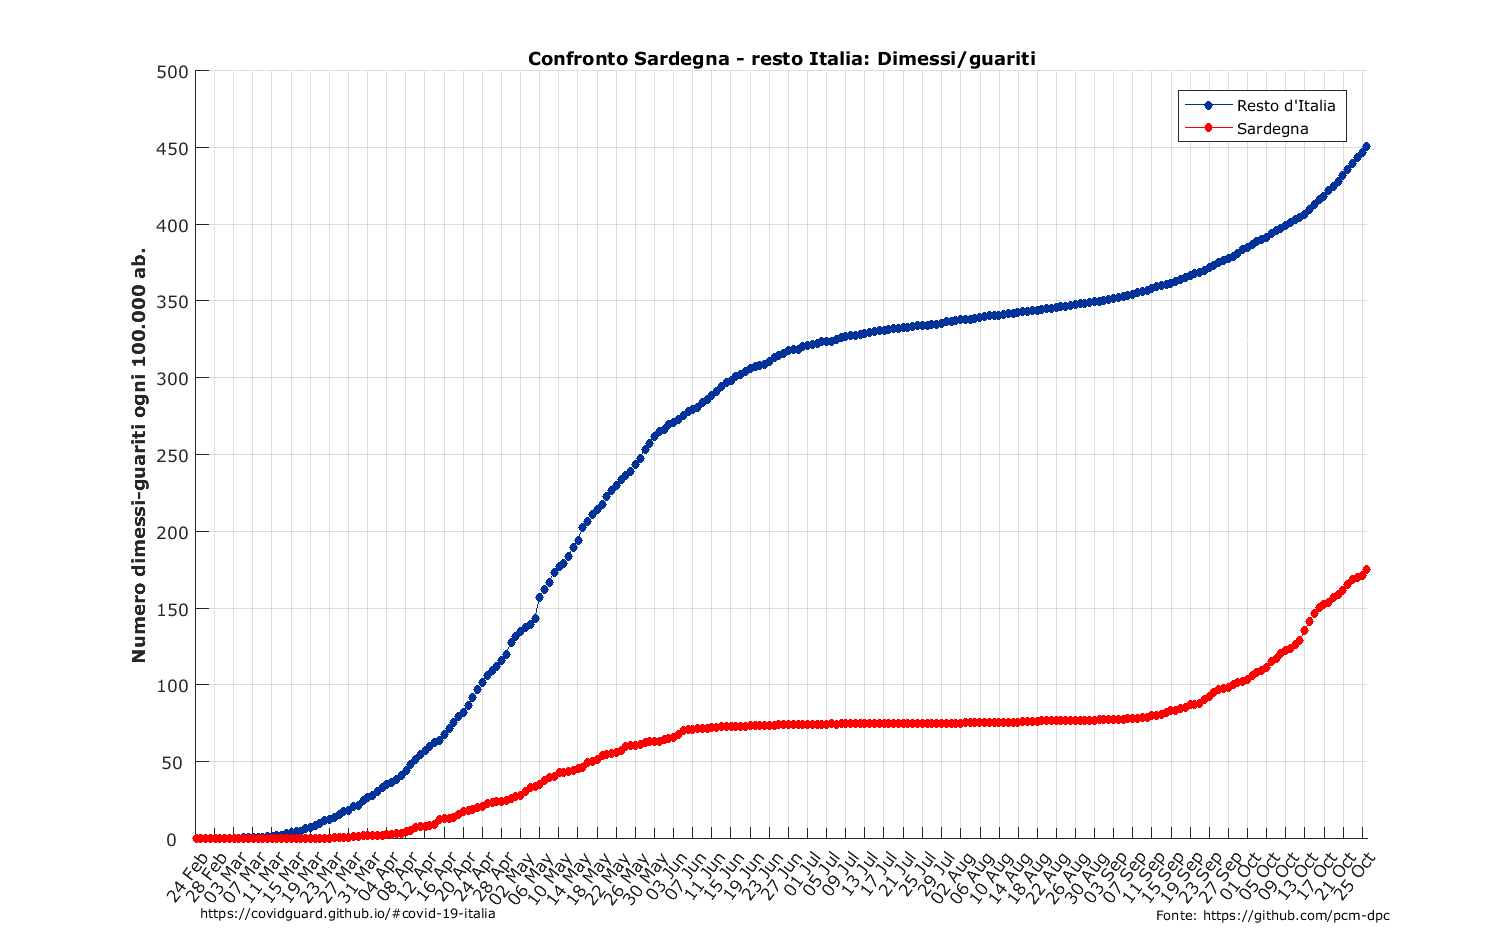 Confronto Sardegna - resto Italia: Dimessi/guariti
Resto d'Italia
Sardegna
Numero dimessi-guariti ogni 100.000 ab.
500
450
400
350
300
250
200
150
100
50
0
24 Feb
28 Feb
03 Mar
07 Mar
11 Mar
15 Mar
19 Mar
23 Mar
27 Mar
31 Mar
04 Apr
08 Apr
12 Apr
16 Apr
20 Apr
24 Apr
28 Apr
02 May
06 May
10 May
14 May
18 May
22 May
26 May
30 May
03 Jun
07 Jun
11 Jun
15 Jun
19 Jun
23 Jun
27 Jun
01 Jul
05 Jul
09 Jul
13 Jul
17 Jul
21 Jul
25 Jul
29 Jul
02 Aug
06 Aug
10 Aug
14 Aug
18 Aug
22 Aug
26 Aug
30 Aug
03 Sep
07 Sep
11 Sep
15 Sep
19 Sep
23 Sep
27 Sep
01 Oct
05 Oct
09 Oct
13 Oct
17 Oct
21 Oct
25 Oct
https://covidguard.github.io/#covid-19-italia
Fonte: https://github.com/pcm-dpc